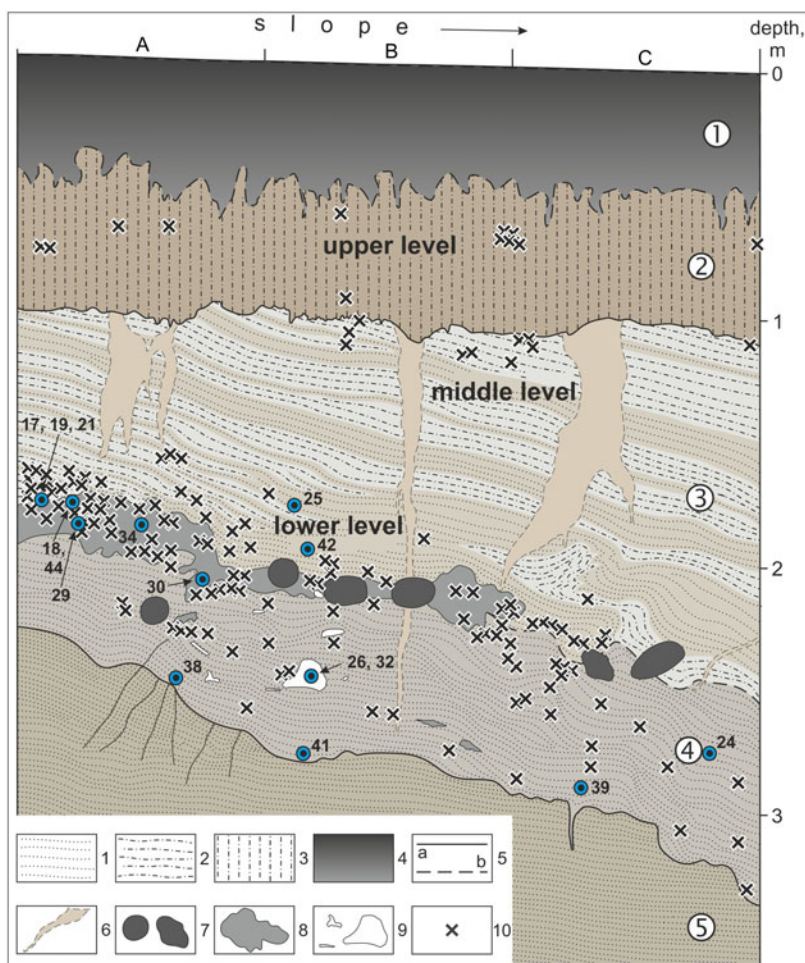 s l o p e
depth, m
A
B
C
0
1
upper level
2
1
middle level
17, 19, 21
25
3
lower level
34
42
18,
44
29
2
30
38
26, 32
41
24
4
39
3
1
2
3
4
a
b
5
6
7
8
9
10
5